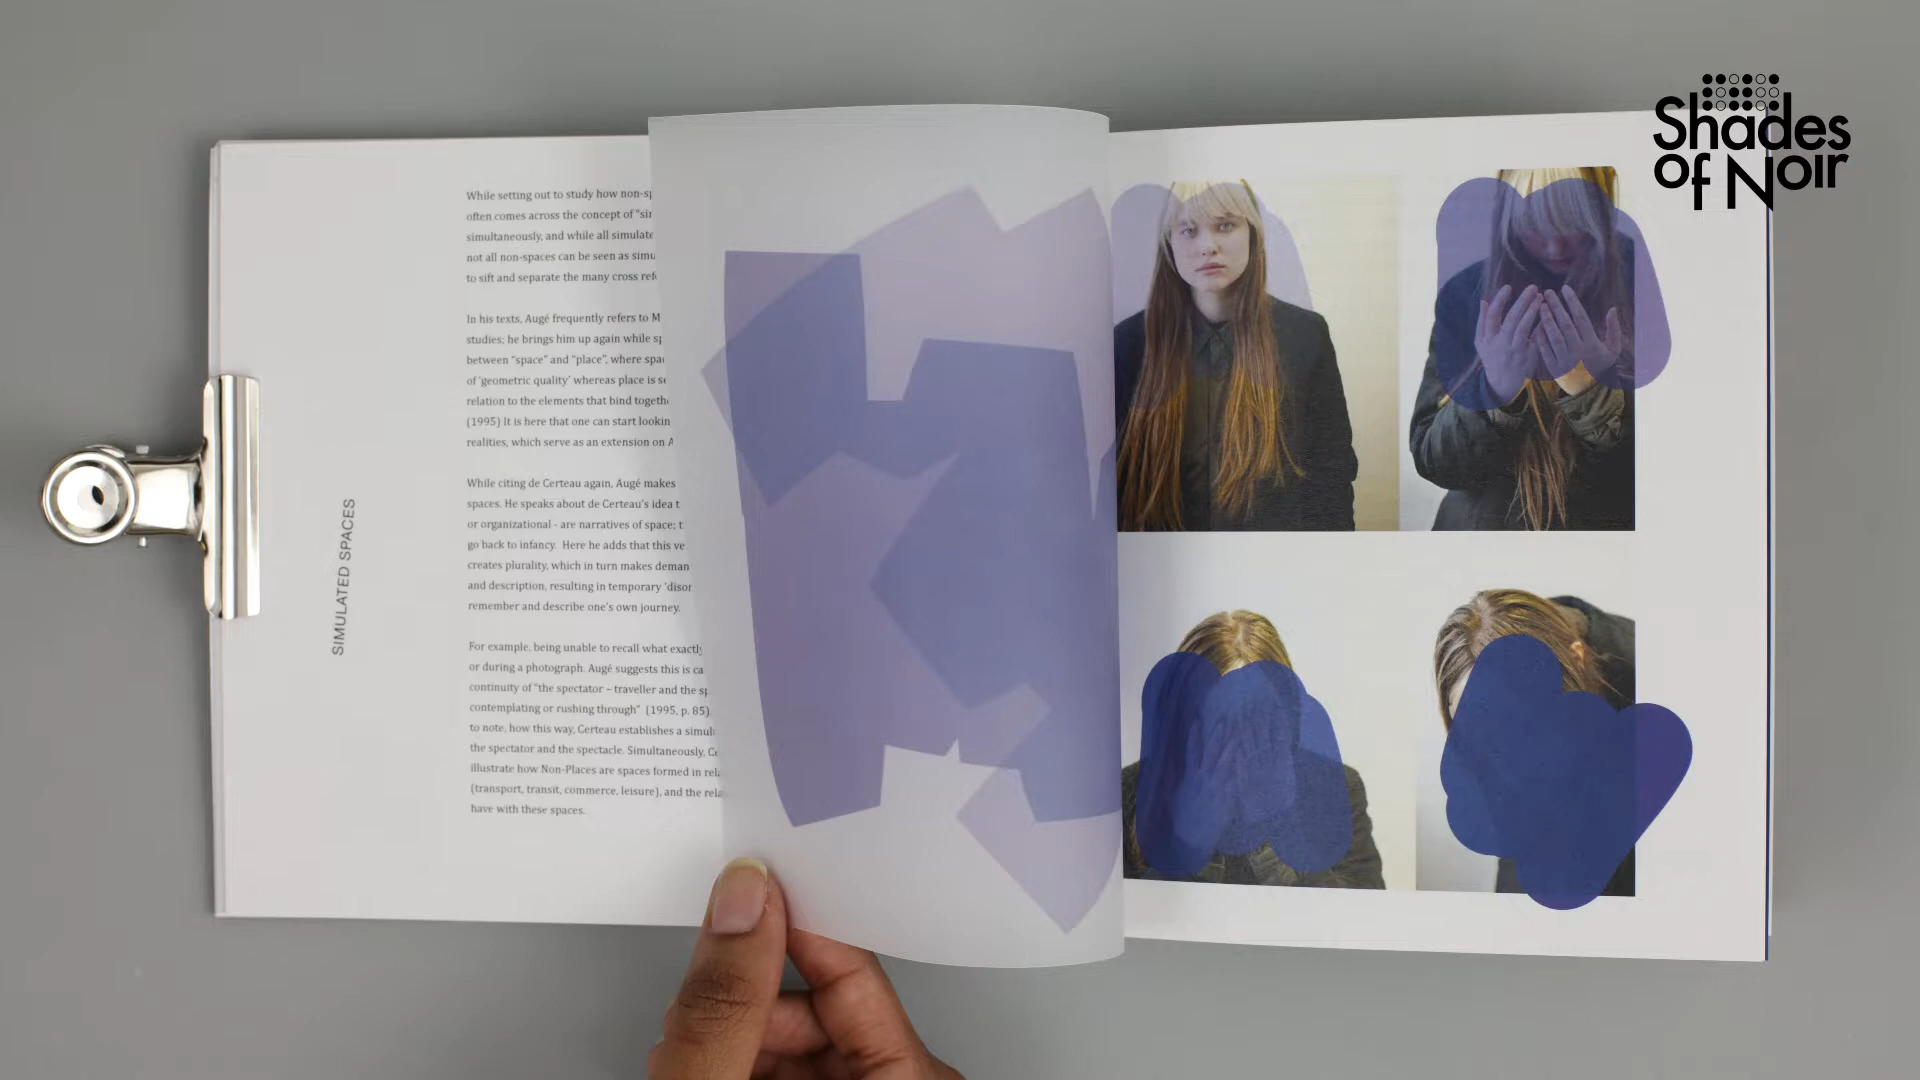 Shades
of Noir
SIMULATED SPACES
While setting out to study how non-sp
often comes across the concept of "sin
simultaneously, and while all simulate
not all non-spaces can be seen as simu
to sift and separate the many cross refe
In his texts, Augé frequently refers to M
studies; he brings him up again while sp
between "space" and "place", where spac
of 'geometric quality' whereas place is se
relation to the elements that bind togethe
(1995) It is here that one can start lookin
realities, which serve as an extension on A
While citing de Certeau again, Augé makes
spaces. He speaks about de Certeau's idea t
or organizational - are narratives of space; t
go back to infancy. Here he adds that this ve
creates plurality, which in turn makes deman
and description, resulting in temporary 'disor
remember and describe one's own journey.
For example, being unable to recall what exactly
or during a photograph. Augé suggests this is ca
continuity of "the spectator – traveller and the sp
contemplating or rushing through" (1995, p. 85)
to note, how this way, Certeau establishes a simul
the spectator and the spectacle. Simultaneously, Ce
illustrate how Non-Places are spaces formed in rela
(transport, transit, commerce, leisure), and the rela
have with these spaces.